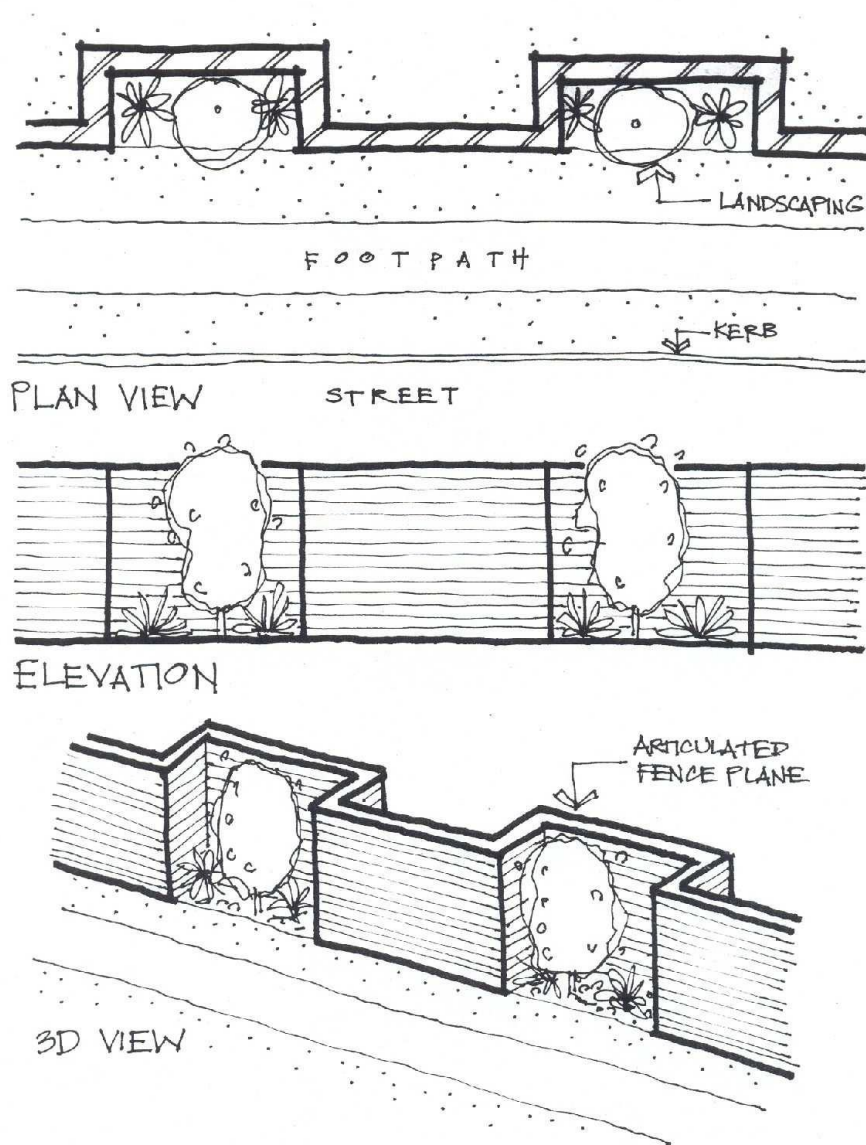 LANDSCAPING
FOOTPATH
KERB
PLAN VIEW
STREET
ELEVATION
ARTICULATED
FENCE PLANE
3D VIEW